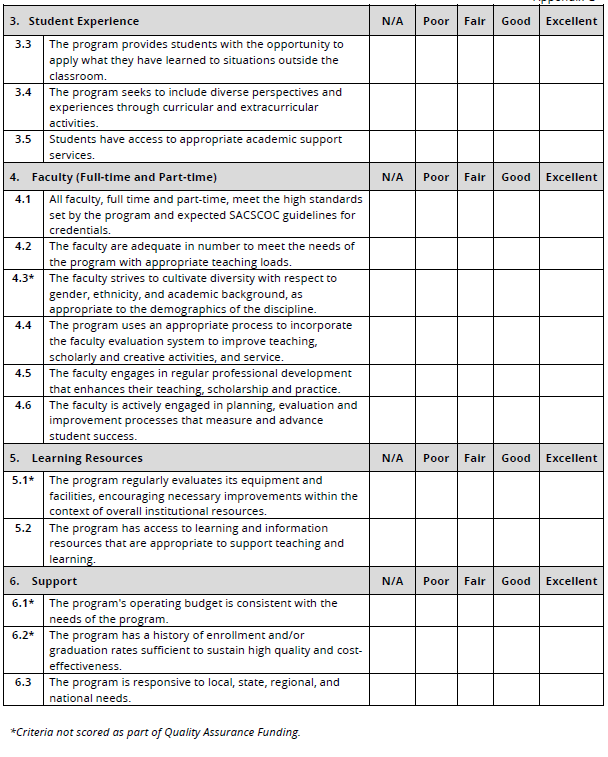 3. Student Experience N/A Poor Fair Good Excellent
3.3 The program provides students with the opportunity to
apply what they have learned to situations outside the
classroom.
3.4 The program seeks to include diverse perspectives and
experiences through curricular and extracurricular
activities.
3.5 Students have access to appropriate academic support
services.
4. Faculty (Full-time and Part-time) N/A Poor Fair Good Excellent
4.1 All faculty, full time and part-time, meet the high standards
set by the program and expected SACSCOC guidelines for
credentials.
4.2 The faculty are adequate in number to meet the needs of
the program with appropriate teaching loads.
4.3* The faculty strives to cultivate diversity with respect to
gender, ethnicity, and academic background, as
appropriate to the demographics of the discipline.
4.4 The program uses an appropriate process to incorporate
the faculty evaluation system to improve teaching,
scholarly and creative activities, and service.
4.5 The faculty engages in regular professional development
that enhances their teaching, scholarship and practice.
4.6 The faculty is actively engaged in planning, evaluation and
improvement processes that measure and advance
student success.
5. Learning Resources N/A Poor Fair Good Excellent
5.1* The program regularly evaluates its equipment and
facilities, encouraging necessary improvements within the
context of overall institutional resources.
5.2 The program has access to learning and information
resources that are appropriate to support teaching and
learning.
6. Support N/A Poor Fair Good Excellent
6.1* The program's operating budget is consistent with the
needs of the program.
6.2* The program has a history of enrollment and/or
graduation rates sufficient to sustain high quality and cost-
effectiveness.
6.3 The program is responsive to local, state, regional, and
national needs.
*Criteria not scored as part of Quality Assurance Funding.